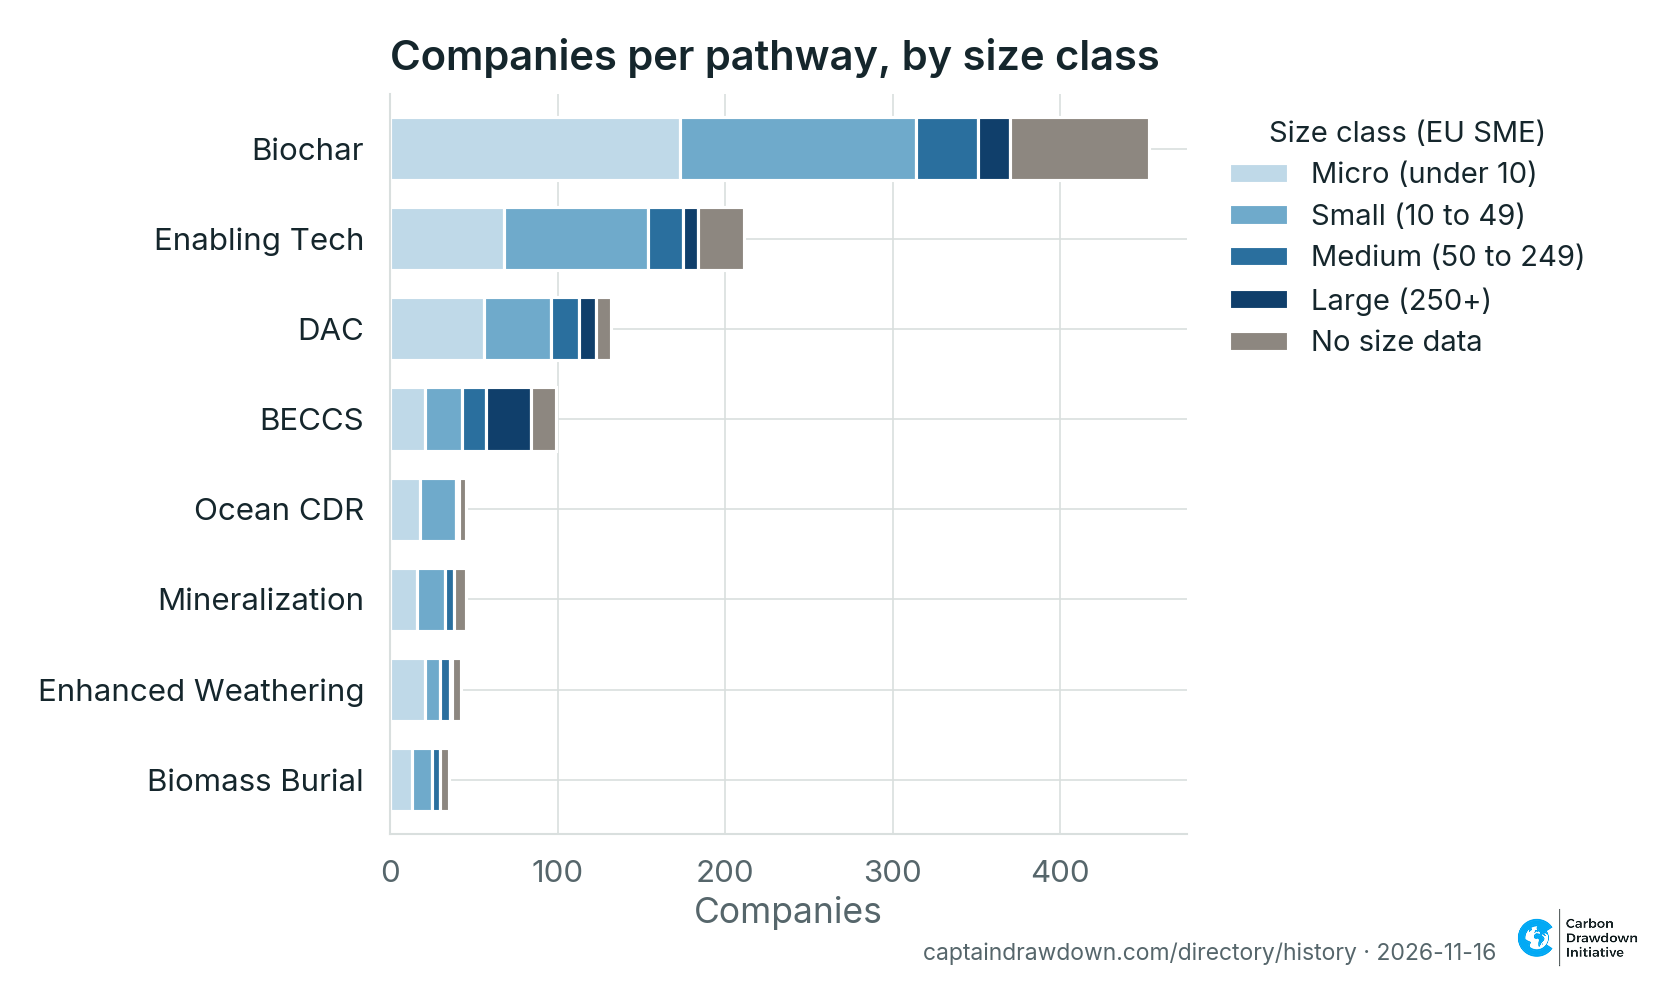 Companies per pathway, by size class
Biochar
Enabling Tech
DAC
BECCS
Ocean CDR
Mineralization
Enhanced Weathering
Biomass Burial
0 100 200 300 400
Companies
Size class (EU SME)
Micro (under 10)
Small (10 to 49)
Medium (50 to 249)
Large (250+)
No size data
captaindrawdown.com/directory/history · 2026-11-16
Carbon
Drawdown
Initiative